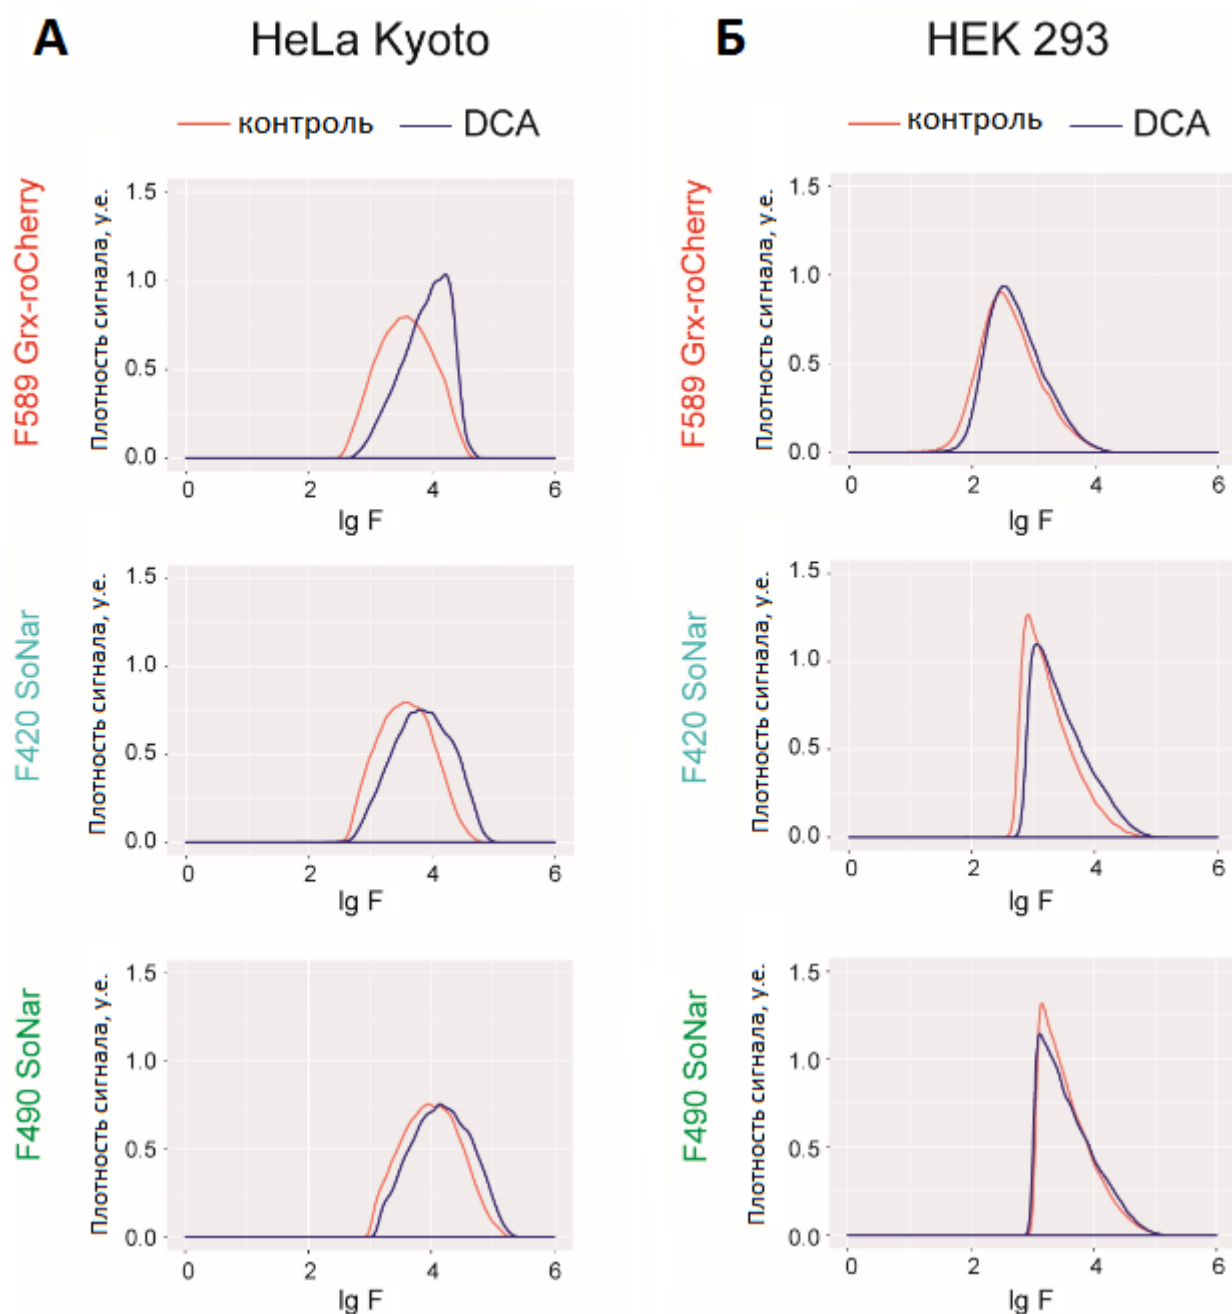 А
HeLa Kyoto
контроль
DCA
F589 Grx-roCherry
Плотность сигнала, у.е.
1.5
1.0
0.5
0.0
0
2
4
6
lg F
F420 SoNar
Плотность сигнала, у.е.
1.5
1.0
0.5
0.0
0
2
4
6
lg F
F490 SoNar
Плотность сигнала, у.е.
1.5
1.0
0.5
0.0
0
2
4
6
lg F
Б
HEK 293
контроль
DCA
F589 Grx-roCherry
Плотность сигнала, у.е.
1.5
1.0
0.5
0.0
0
2
4
6
lg F
F420 SoNar
Плотность сигнала, у.е.
1.5
1.0
0.5
0.0
0
2
4
6
lg F
F490 SoNar
Плотность сигнала, у.е.
1.5
1.0
0.5
0.0
0
2
4
6
lg F